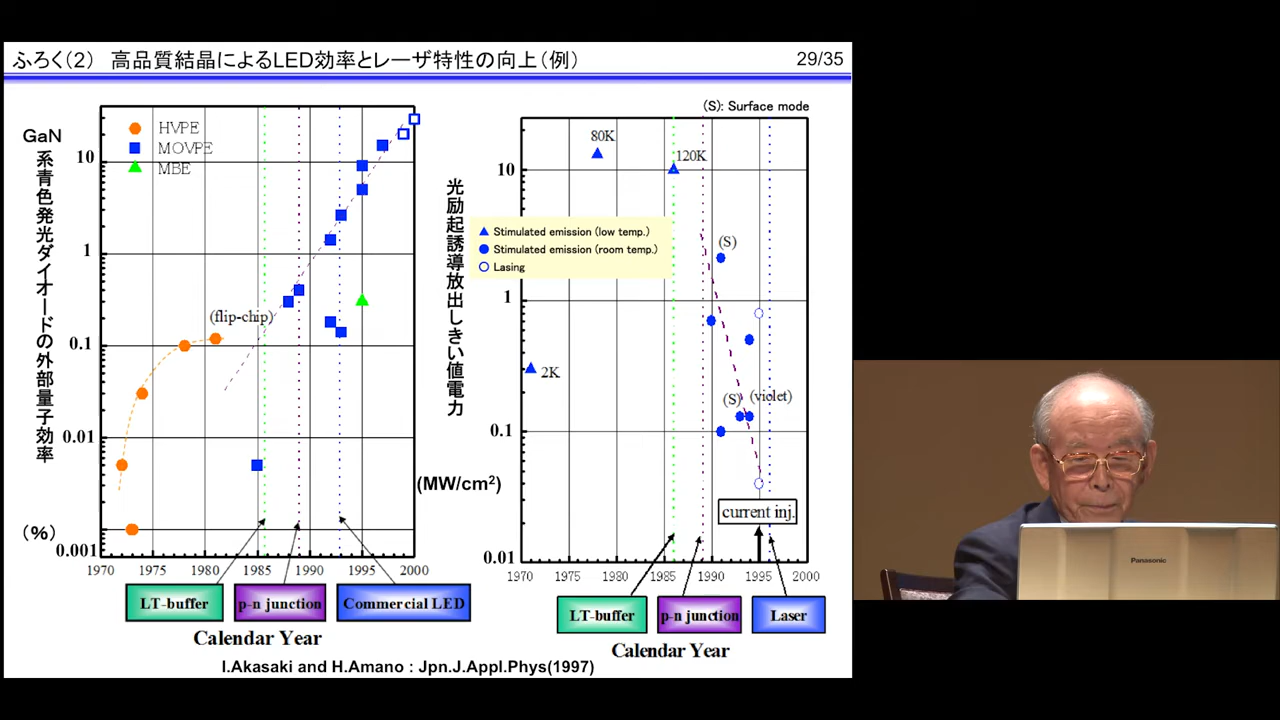 ふろく(2) 高品質結晶によるLED効率とレーザ特性の向上(例)
29/35
GaN
系青色発光ダイオードの外部量子効率
(%)
HVPE
MOVPE
MBE
(flip-chip)
10
1
0.1
0.01
0.001
1970 1975 1980 1985 1990 1995 2000
LT-buffer
p-n junction
Commercial LED
Calendar Year
(S): Surface mode
光励起誘導放出しきい値電力
(MW/cm²)
80K
120K
Stimulated emission (low temp.)
Stimulated emission (room temp.)
Lasing
(S)
2K
(S)
(violet)
current inj.
10
1
0.1
0.01
1970 1975 1980 1985 1990 1995 2000
LT-buffer
p-n junction
Laser
Calendar Year
I.Akasaki and H.Amano : Jpn.J.Appl.Phys(1997)
Panasonic